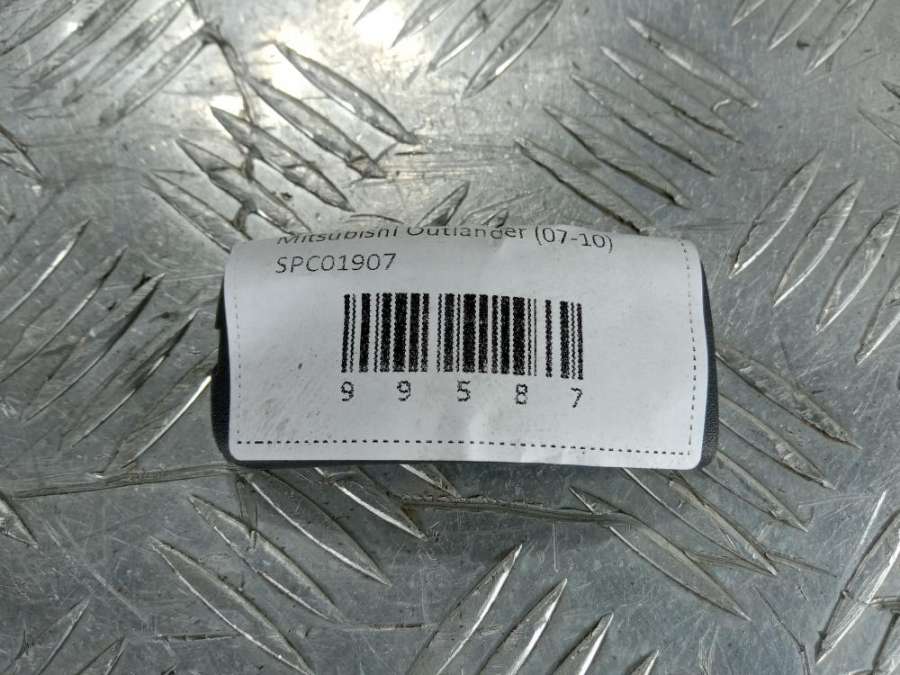 Mitsubishi Outlander (07-10)
SPC01907
9 9 5 8 7